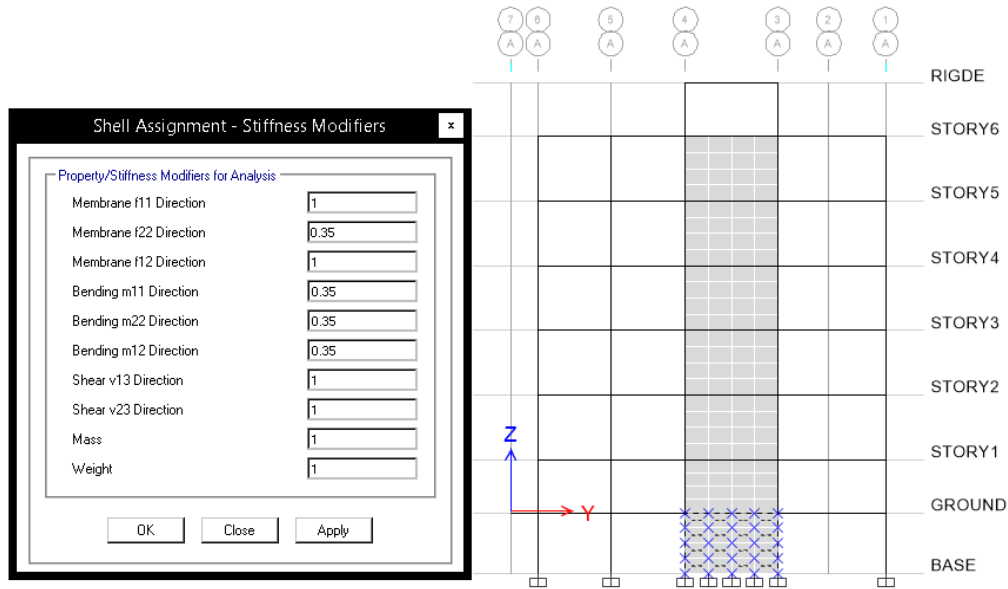 Shell Assignment - Stiffness Modifiers x
Property/Stiffness Modifiers for Analysis
Membrane f11 Direction 1
Membrane f22 Direction 0.35
Membrane f12 Direction 1
Bending m11 Direction 0.35
Bending m22 Direction 0.35
Bending m12 Direction 0.35
Shear v13 Direction 1
Shear v23 Direction 1
Mass 1
Weight 1
OK Close Apply
7 6 5 4 3 2 1
A A A A A A A
RIGDE
STORY6
STORY5
STORY4
STORY3
STORY2
STORY1
GROUND
BASE
Z
Y